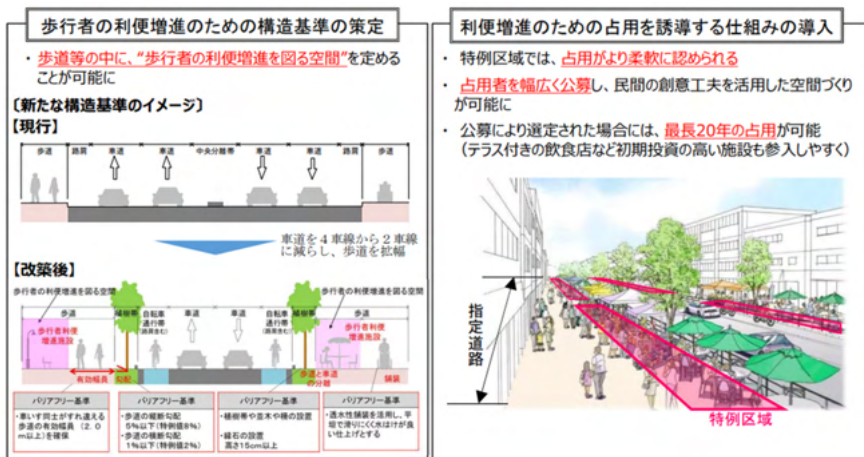 歩行者の利便増進のための構造基準の策定
・ 歩道等の中に、“歩行者の利便増進を図る空間”を定める
ことが可能に
〔新たな構造基準のイメージ〕
【現行】
歩道 路肩 車道 車道 中央分離帯 車道 車道 路肩 歩道
車道を4車線から2車線
に減らし、歩道を拡幅
【改築後】
歩行者の利便増進を図る空間
歩行者の利便増進を図る空間
歩道 植樹帯 自転車通行帯(路肩含む) 車道 車道 自転車通行帯(路肩含む) 植樹帯 歩道
歩行者利便
増進施設
歩行者利便
増進施設
有効幅員 勾配 歩道と車道の分離 舗装
バリアフリー基準
・車いす同士がすれ違える
歩道の有効幅員 (2.0
m以上)を確保
バリアフリー基準
・歩道の縦断勾配
5%以下(特例値8%)
・歩道の横断勾配
1%以下(特例値2%)
バリアフリー基準
・植樹帯や並木や柵の設置
・縁石の設置
高さ15cm以上
バリアフリー基準
・透水性舗装を活用し、平
坦で滑りにくく水はけが良
い仕上げとする
利便増進のための占用を誘導する仕組みの導入
・ 特例区域では、占用がより柔軟に認められる
・ 占用者を幅広く公募し、民間の創意工夫を活用した空間づくり
が可能に
・ 公募により選定された場合には、最長20年の占用が可能
(テラス付きの飲食店など初期投資の高い施設も参入しやすく)
指定道路
特例区域